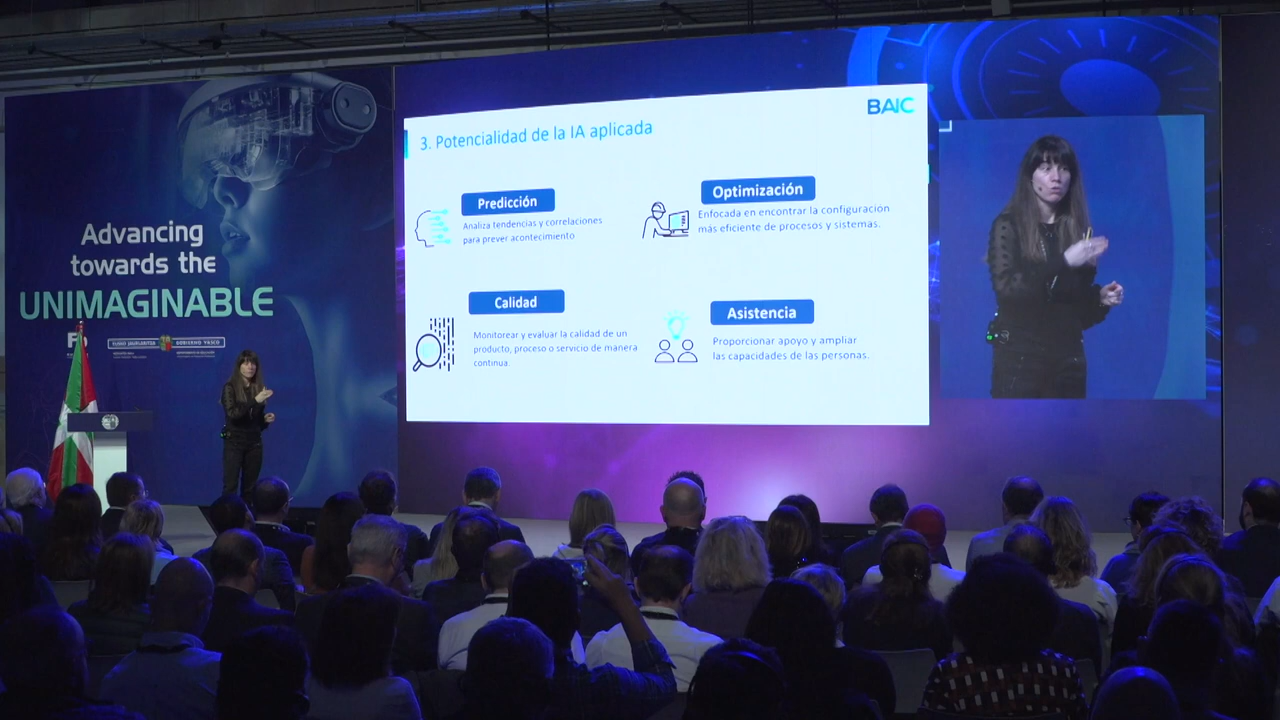 Advancing
towards the
UNIMAGINABLE
EUSKO JAURLARITZA
GOBIERNO VASCO
BAIC
3. Potencialidad de la IA aplicada
Predicción
Analiza tendencias y correlaciones
para prever acontecimiento
Optimización
Enfocada en encontrar la configuración
más eficiente de procesos y sistemas.
Calidad
Monitorear y evaluar la calidad de un
producto, proceso o servicio de manera
continua.
Asistencia
Proporcionar apoyo y ampliar
las capacidades de las personas.